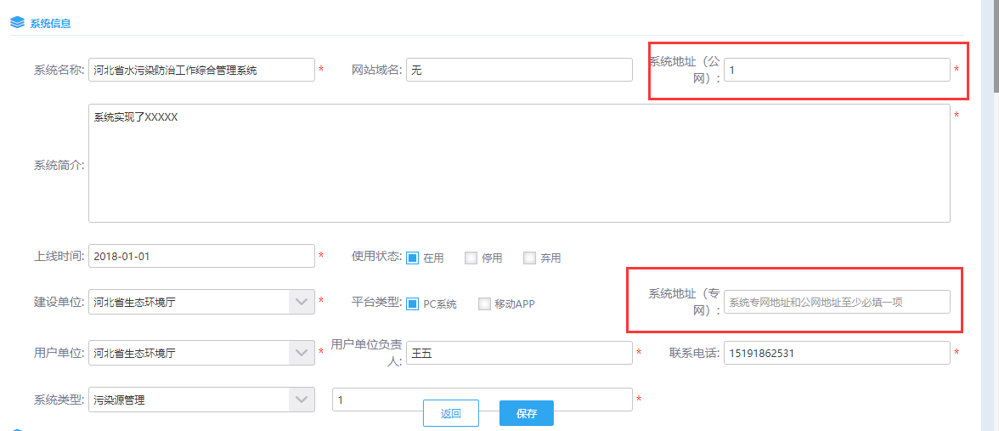 系统信息
系统名称: 河北省水污染防治工作综合管理系统 * 网站域名: 无 系统地址（公网）: 1 *
系统简介: 系统实现了XXXXX *
上线时间: 2018-01-01 * 使用状态: 在用 停用 弃用
建设单位: 河北省生态环境厅 * 平台类型: PC系统 移动APP 系统地址（专网）: 系统专网地址和公网地址至少必填一项
用户单位: 河北省生态环境厅 * 用户单位负责人: 王五 * 联系电话: 15191862531 *
系统类型: 污染源管理 1 *
返回 保存